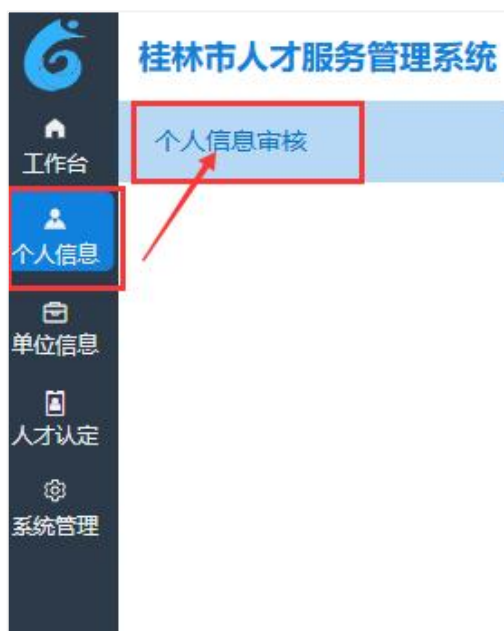 桂林市人才服务管理系统
工作台
个人信息审核
个人信息
单位信息
人才认定
系统管理